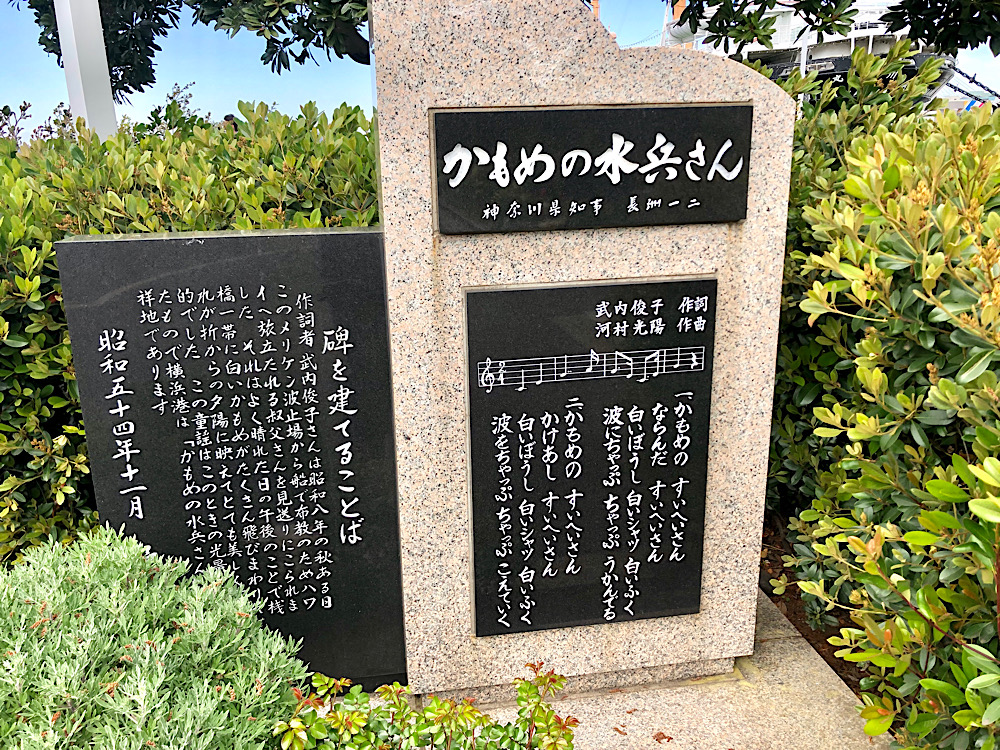 かもめの水兵さん
神奈川県知事 長洲一二
武内俊子 作詞
河村光陽 作曲
一、かもめの すいへいさん
ならんだ すいへいさん
白いぼうし 白いシャツ 白いふく
波にちゃぷ ちゃっぷ うかんでる
二、かもめの すいへいさん
かけあし すいへいさん
白いぼうし 白いシャツ 白いふく
波をちゃっぷ ちゃっぷ こえていく
碑を建てることば
作詞者 武内俊子さんは昭和八年の秋ある日
このメリケン波止場から船で布教のためハワ
イへ旅立たれる叔父さんを見送りにこられま
した それはよく晴れた日の午後のことで桟
橋一帯に白いかもめがたくさん飛びまわり
れが折からの夕陽に映えてとても美し
的でした この童謡はこのときの光景
たもので横浜港は「かもめの水兵さん
祥地であります
昭和五十四年十一月